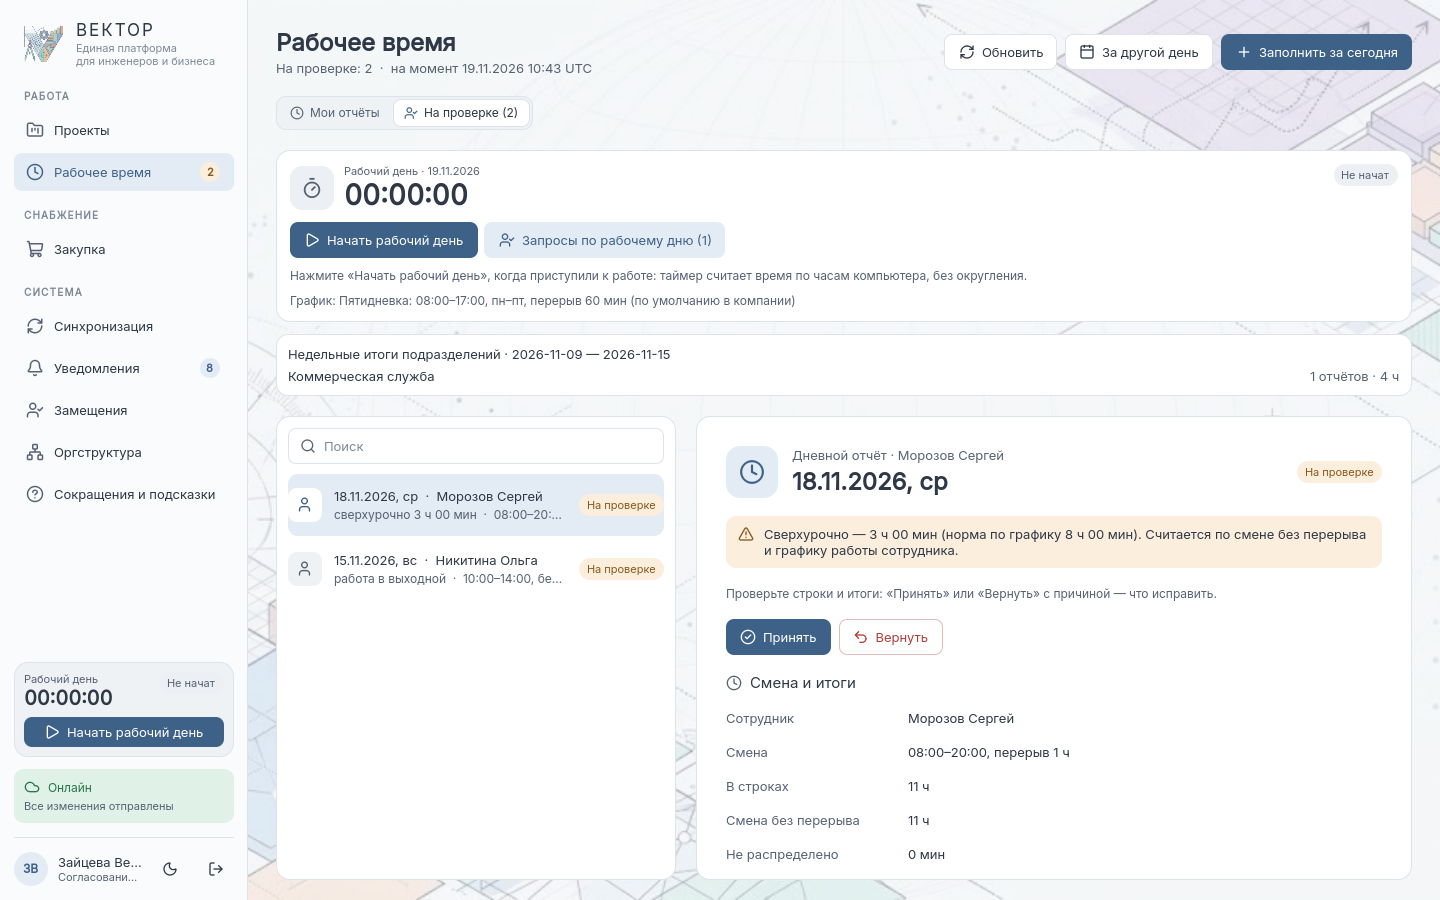 ВЕКТОР
Единая платформа
для инженеров и бизнеса
РАБОТА
Проекты
Рабочее время
2
СНАБЖЕНИЕ
Закупка
СИСТЕМА
Синхронизация
Уведомления
8
Замещения
Оргструктура
Сокращения и подсказки
Рабочий день
Не начат
00:00:00
Начать рабочий день
Онлайн
Все изменения отправлены
ЗВ
Зайцева Ве...
Согласовани...
Рабочее время
На проверке: 2 · на момент 19.11.2026 10:43 UTC
Обновить
За другой день
Заполнить за сегодня
Мои отчёты
На проверке (2)
Рабочий день · 19.11.2026
00:00:00
Не начат
Начать рабочий день
Запросы по рабочему дню (1)
Нажмите «Начать рабочий день», когда приступили к работе: таймер считает время по часам компьютера, без округления.
График: Пятидневка: 08:00–17:00, пн–пт, перерыв 60 мин (по умолчанию в компании)
Недельные итоги подразделений · 2026-11-09 — 2026-11-15
Коммерческая служба
1 отчётов · 4 ч
Поиск
18.11.2026, ср · Морозов Сергей
сверхурочно 3 ч 00 мин · 08:00–20:...
На проверке
15.11.2026, вс · Никитина Ольга
работа в выходной · 10:00–14:00, бе...
На проверке
Дневной отчёт · Морозов Сергей
18.11.2026, ср
На проверке
Сверхурочно — 3 ч 00 мин (норма по графику 8 ч 00 мин). Считается по смене без перерыва
и графику работы сотрудника.
Проверьте строки и итоги: «Принять» или «Вернуть» с причиной — что исправить.
Принять
Вернуть
Смена и итоги
Сотрудник
Морозов Сергей
Смена
08:00–20:00, перерыв 1 ч
В строках
11 ч
Смена без перерыва
11 ч
Не распределено
0 мин